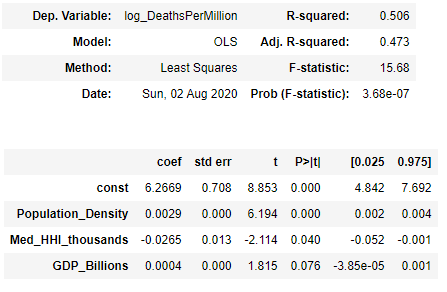 Dep. Variable: log_DeathsPerMillion R-squared: 0.506
Model: OLS Adj. R-squared: 0.473
Method: Least Squares F-statistic: 15.68
Date: Sun, 02 Aug 2020 Prob (F-statistic): 3.68e-07
coef std err t P>|t| [0.025 0.975]
const 6.2669 0.708 8.853 0.000 4.842 7.692
Population_Density 0.0029 0.000 6.194 0.000 0.002 0.004
Med_HHI_thousands -0.0265 0.013 -2.114 0.040 -0.052 -0.001
GDP_Billions 0.0004 0.000 1.815 0.076 -3.85e-05 0.001